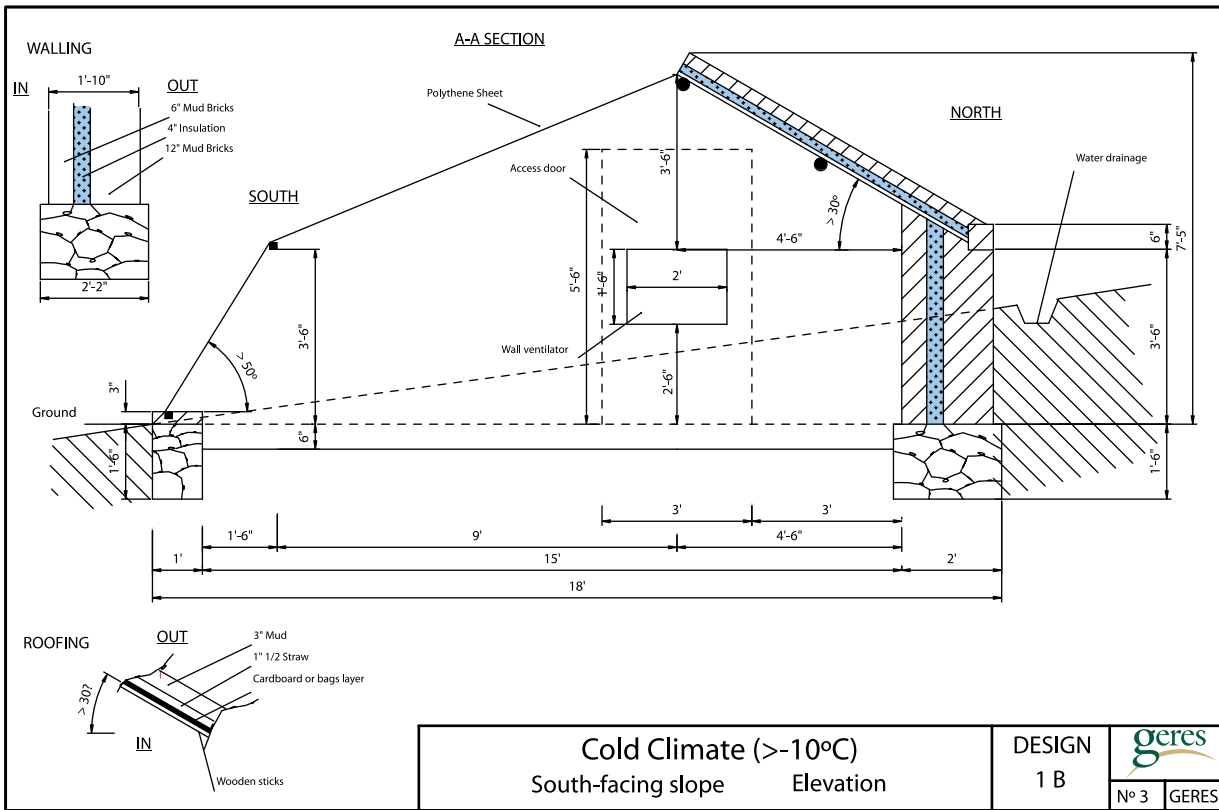 WALLING
A-A SECTION
IN
1'-10"
OUT
6" Mud Bricks
4" Insulation
12" Mud Bricks
2'-2"
Polythene Sheet
NORTH
SOUTH
Access door
Water drainage
3'-6"
> 30º
4'-6"
6"
7'-5"
5'-6"
1'-6"
2'
Wall ventilator
2'-6"
3'-6"
3'-6"
> 50º
3"
Ground
1'-6"
6"
1'-6"
3'
3'
1'-6"
9'
4'-6"
1'
15'
2'
18'
ROOFING
OUT
3" Mud
1" 1/2 Straw
Cardboard or bags layer
> 30?
IN
Wooden sticks
Cold Climate (>-10ºC)
South-facing slope Elevation
DESIGN
1 B
geres
Nº 3 GERES